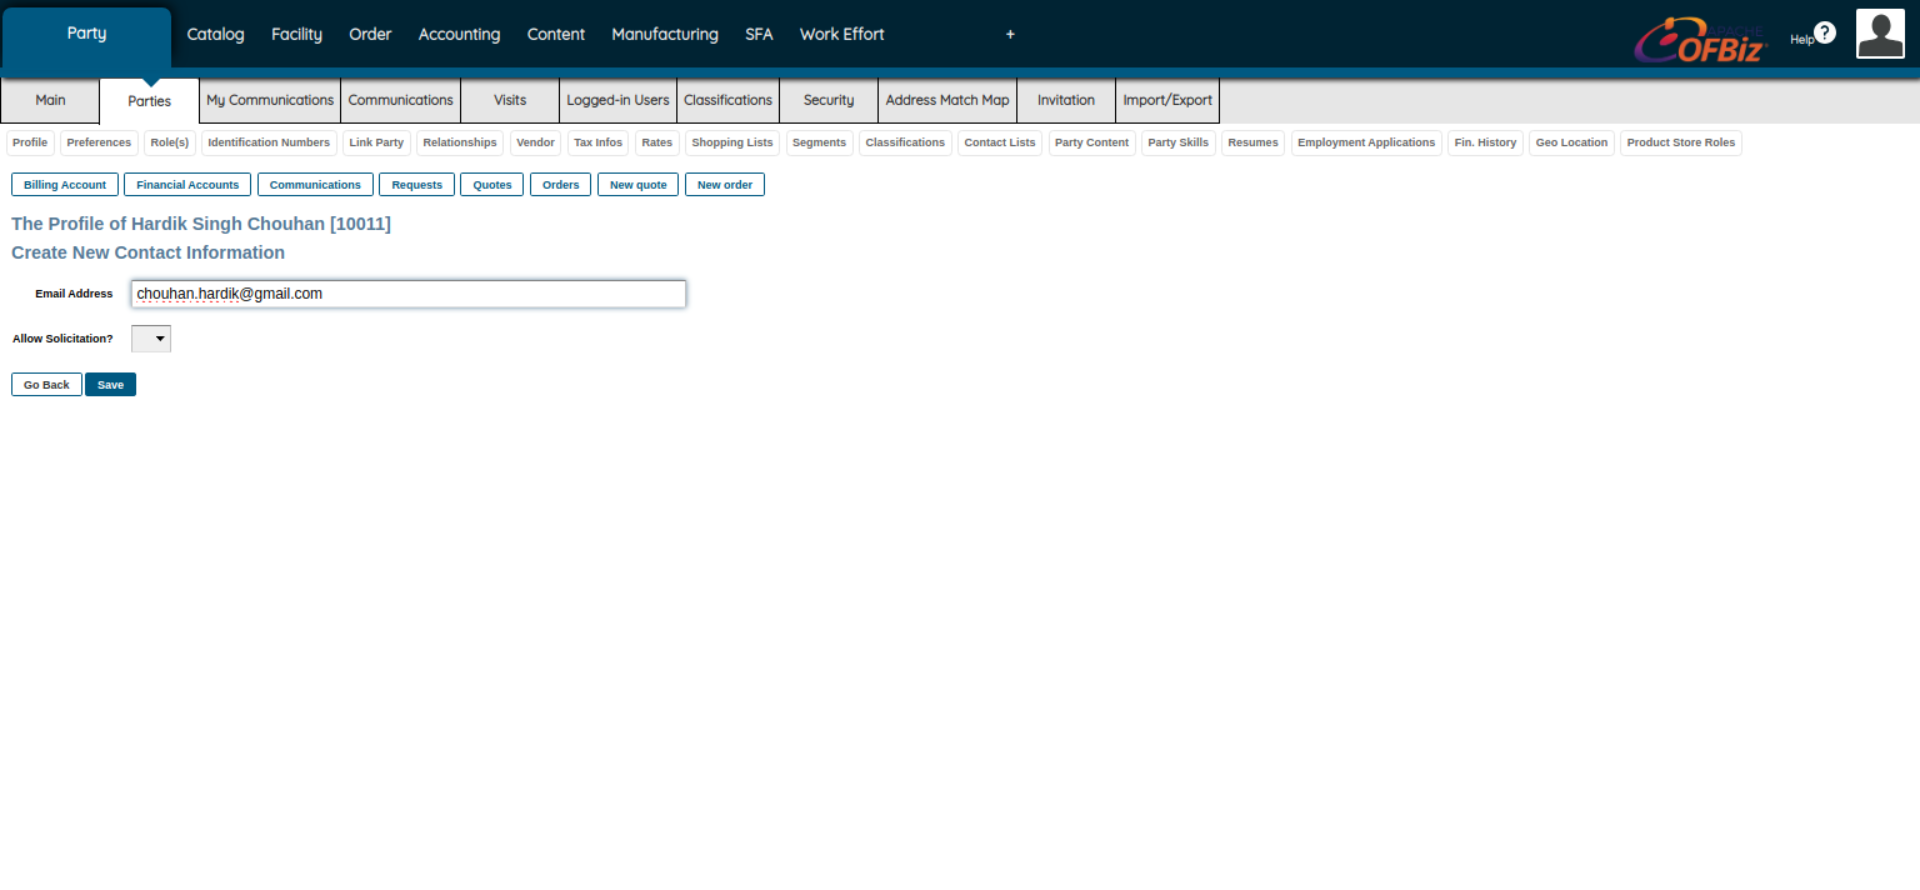 Party Catalog Facility Order Accounting Content Manufacturing SFA Work Effort + APACHE OFBiz Help ?
Main Parties My Communications Communications Visits Logged-in Users Classifications Security Address Match Map Invitation Import/Export
Profile Preferences Role(s) Identification Numbers Link Party Relationships Vendor Tax Infos Rates Shopping Lists Segments Classifications Contact Lists Party Content Party Skills Resumes Employment Applications Fin. History Geo Location Product Store Roles
Billing Account Financial Accounts Communications Requests Quotes Orders New quote New order
The Profile of Hardik Singh Chouhan [10011]
Create New Contact Information
Email Address chouhan.hardik@gmail.com
Allow Solicitation?
Go Back Save